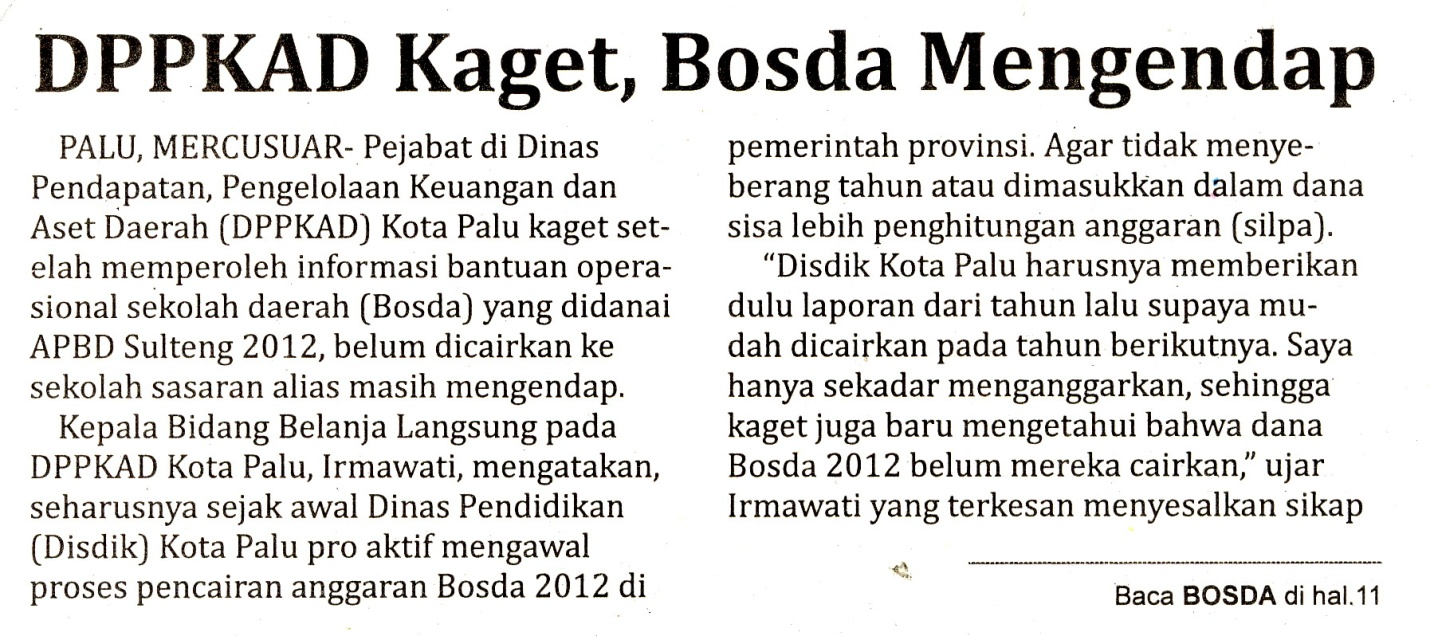 DPPKAD Kaget, Bosda Mengendap
PALU, MERCUSUAR- Pejabat di Dinas
Pendapatan, Pengelolaan Keuangan dan
Aset Daerah (DPPKAD) Kota Palu kaget set-
elah memperoleh informasi bantuan opera-
sional sekolah daerah (Bosda) yang didanai
APBD Sulteng 2012, belum dicairkan ke
sekolah sasaran alias masih mengendap.
Kepala Bidang Belanja Langsung pada
DPPKAD Kota Palu, Irmawati, mengatakan,
seharusnya sejak awal Dinas Pendidikan
(Disdik) Kota Palu pro aktif mengawal
proses pencairan anggaran Bosda 2012 di
pemerintah provinsi. Agar tidak menye-
berang tahun atau dimasukkan dalam dana
sisa lebih penghitungan anggaran (silpa).
“Disdik Kota Palu harusnya memberikan
dulu laporan dari tahun lalu supaya mu-
dah dicairkan pada tahun berikutnya. Saya
hanya sekadar menganggarkan, sehingga
kaget juga baru mengetahui bahwa dana
Bosda 2012 belum mereka cairkan,” ujar
Irmawati yang terkesan menyesalkan sikap
Baca BOSDA di hal.11